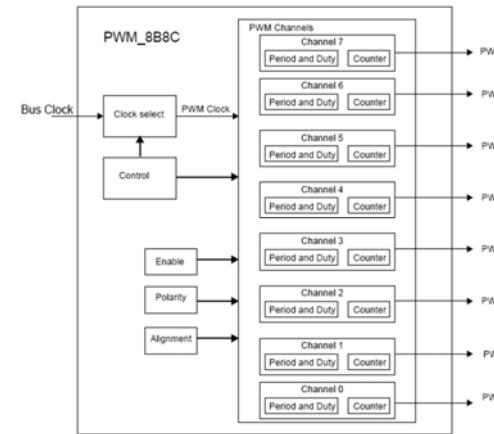 PWM_8B8C
PWM Channels
Channel 7
Period and Duty Counter
PW
Channel 6
Period and Duty Counter
PW
Bus Clock
Clock select
PWM Clock
Channel 5
Period and Duty Counter
PW
Control
Channel 4
Period and Duty Counter
PW
Enable
Channel 3
Period and Duty Counter
PW
Polarity
Channel 2
Period and Duty Counter
PW
Alignment
Channel 1
Period and Duty Counter
PW
Channel 0
Period and Duty Counter
PW